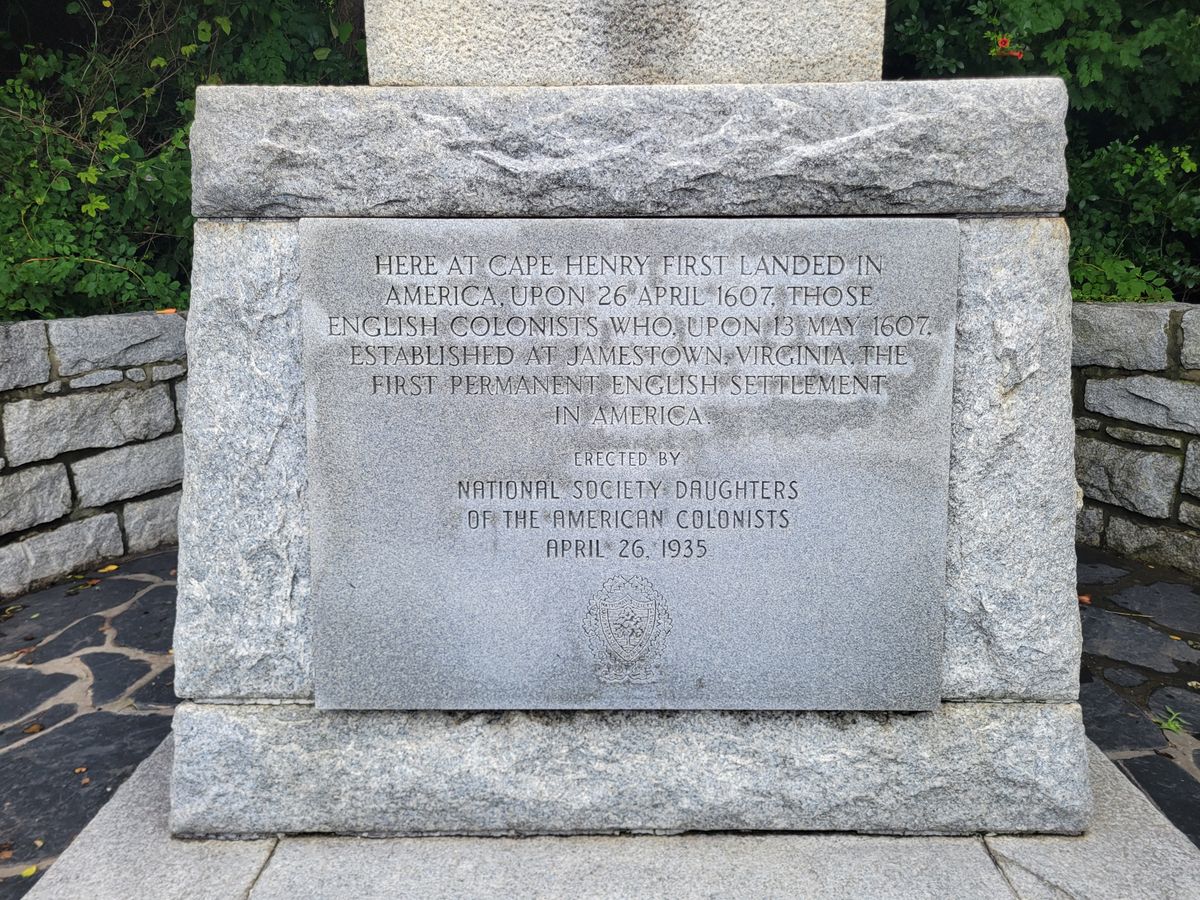 HERE AT CAPE HENRY FIRST LANDED IN
AMERICA, UPON 26 APRIL 1607, THOSE
ENGLISH COLONISTS WHO, UPON 13 MAY 1607,
ESTABLISHED AT JAMESTOWN, VIRGINIA, THE
FIRST PERMANENT ENGLISH SETTLEMENT
IN AMERICA.
ERECTED BY
NATIONAL SOCIETY DAUGHTERS
OF THE AMERICAN COLONISTS
APRIL 26, 1935